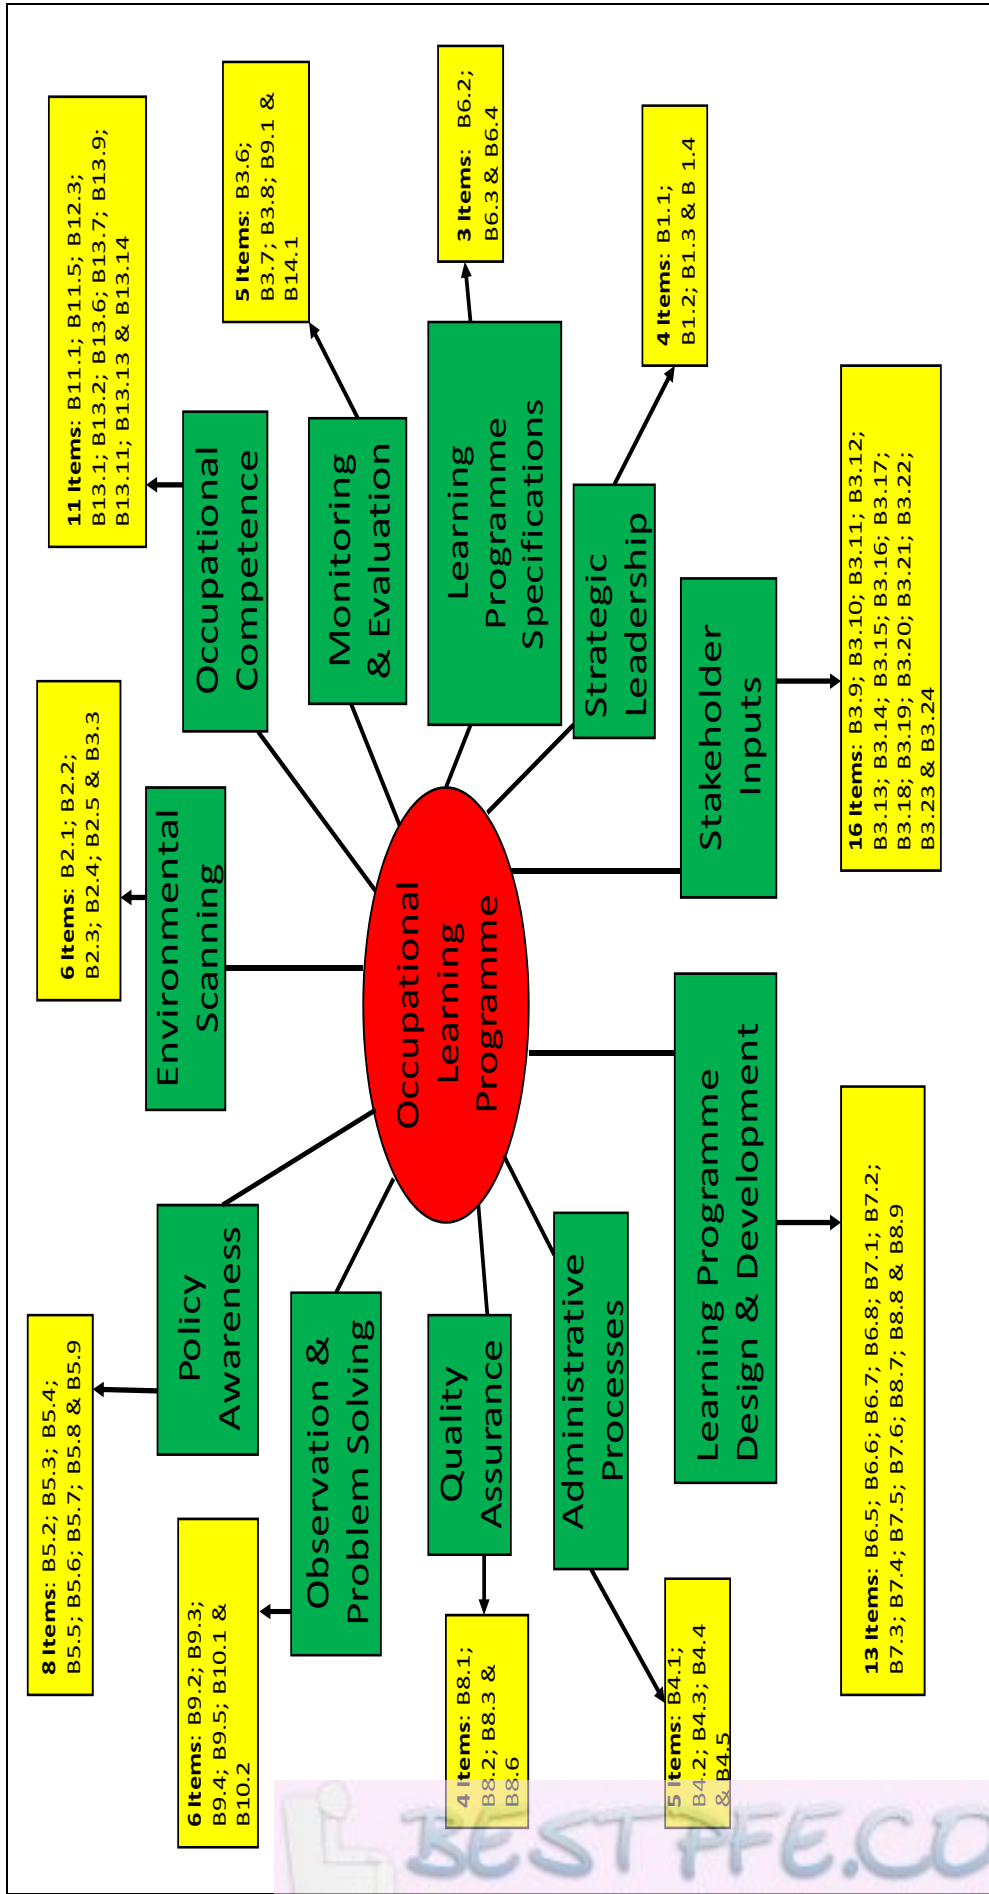 8 Items: B5.2; B5.3; B5.4;
B5.5; B5.6; B5.7; B5.8 & B5.9
6 Items: B2.1; B2.2;
B2.3; B2.4; B2.5 & B3.3
11 Items: B11.1; B11.5; B12.3;
B13.1; B13.2; B13.6; B13.7; B13.9;
B13.11; B13.13 & B13.14
Policy
Awareness
Environmental
Scanning
Occupational
Competence
6 Items: B9.2; B9.3;
B9.4; B9.5; B10.1 &
B10.2
Observation &
Problem Solving
Monitoring
& Evaluation
5 Items: B3.6;
B3.7; B3.8; B9.1 &
B14.1
Occupational
Learning
Programme
4 Items: B8.1;
B8.2; B8.3 &
B8.6
Quality
Assurance
Learning
Programme
Specifications
3 Items: B6.2;
B6.3 & B6.4
5 Items: B4.1;
B4.2; B4.3; B4.4
& B4.5
Administrative
Processes
Strategic
Leadership
4 Items: B1.1;
B1.2; B1.3 & B 1.4
Learning Programme
Design & Development
Stakeholder
Inputs
13 Items: B6.5; B6.6; B6.7; B6.8; B7.1; B7.2;
B7.3; B7.4; B7.5; B7.6; B8.7; B8.8 & B8.9
16 Items: B3.9; B3.10; B3.11; B3.12;
B3.13; B3.14; B3.15; B3.16; B3.17;
B3.18; B3.19; B3.20; B3.21; B3.22;
B3.23 & B3.24
BESTPFE.CO